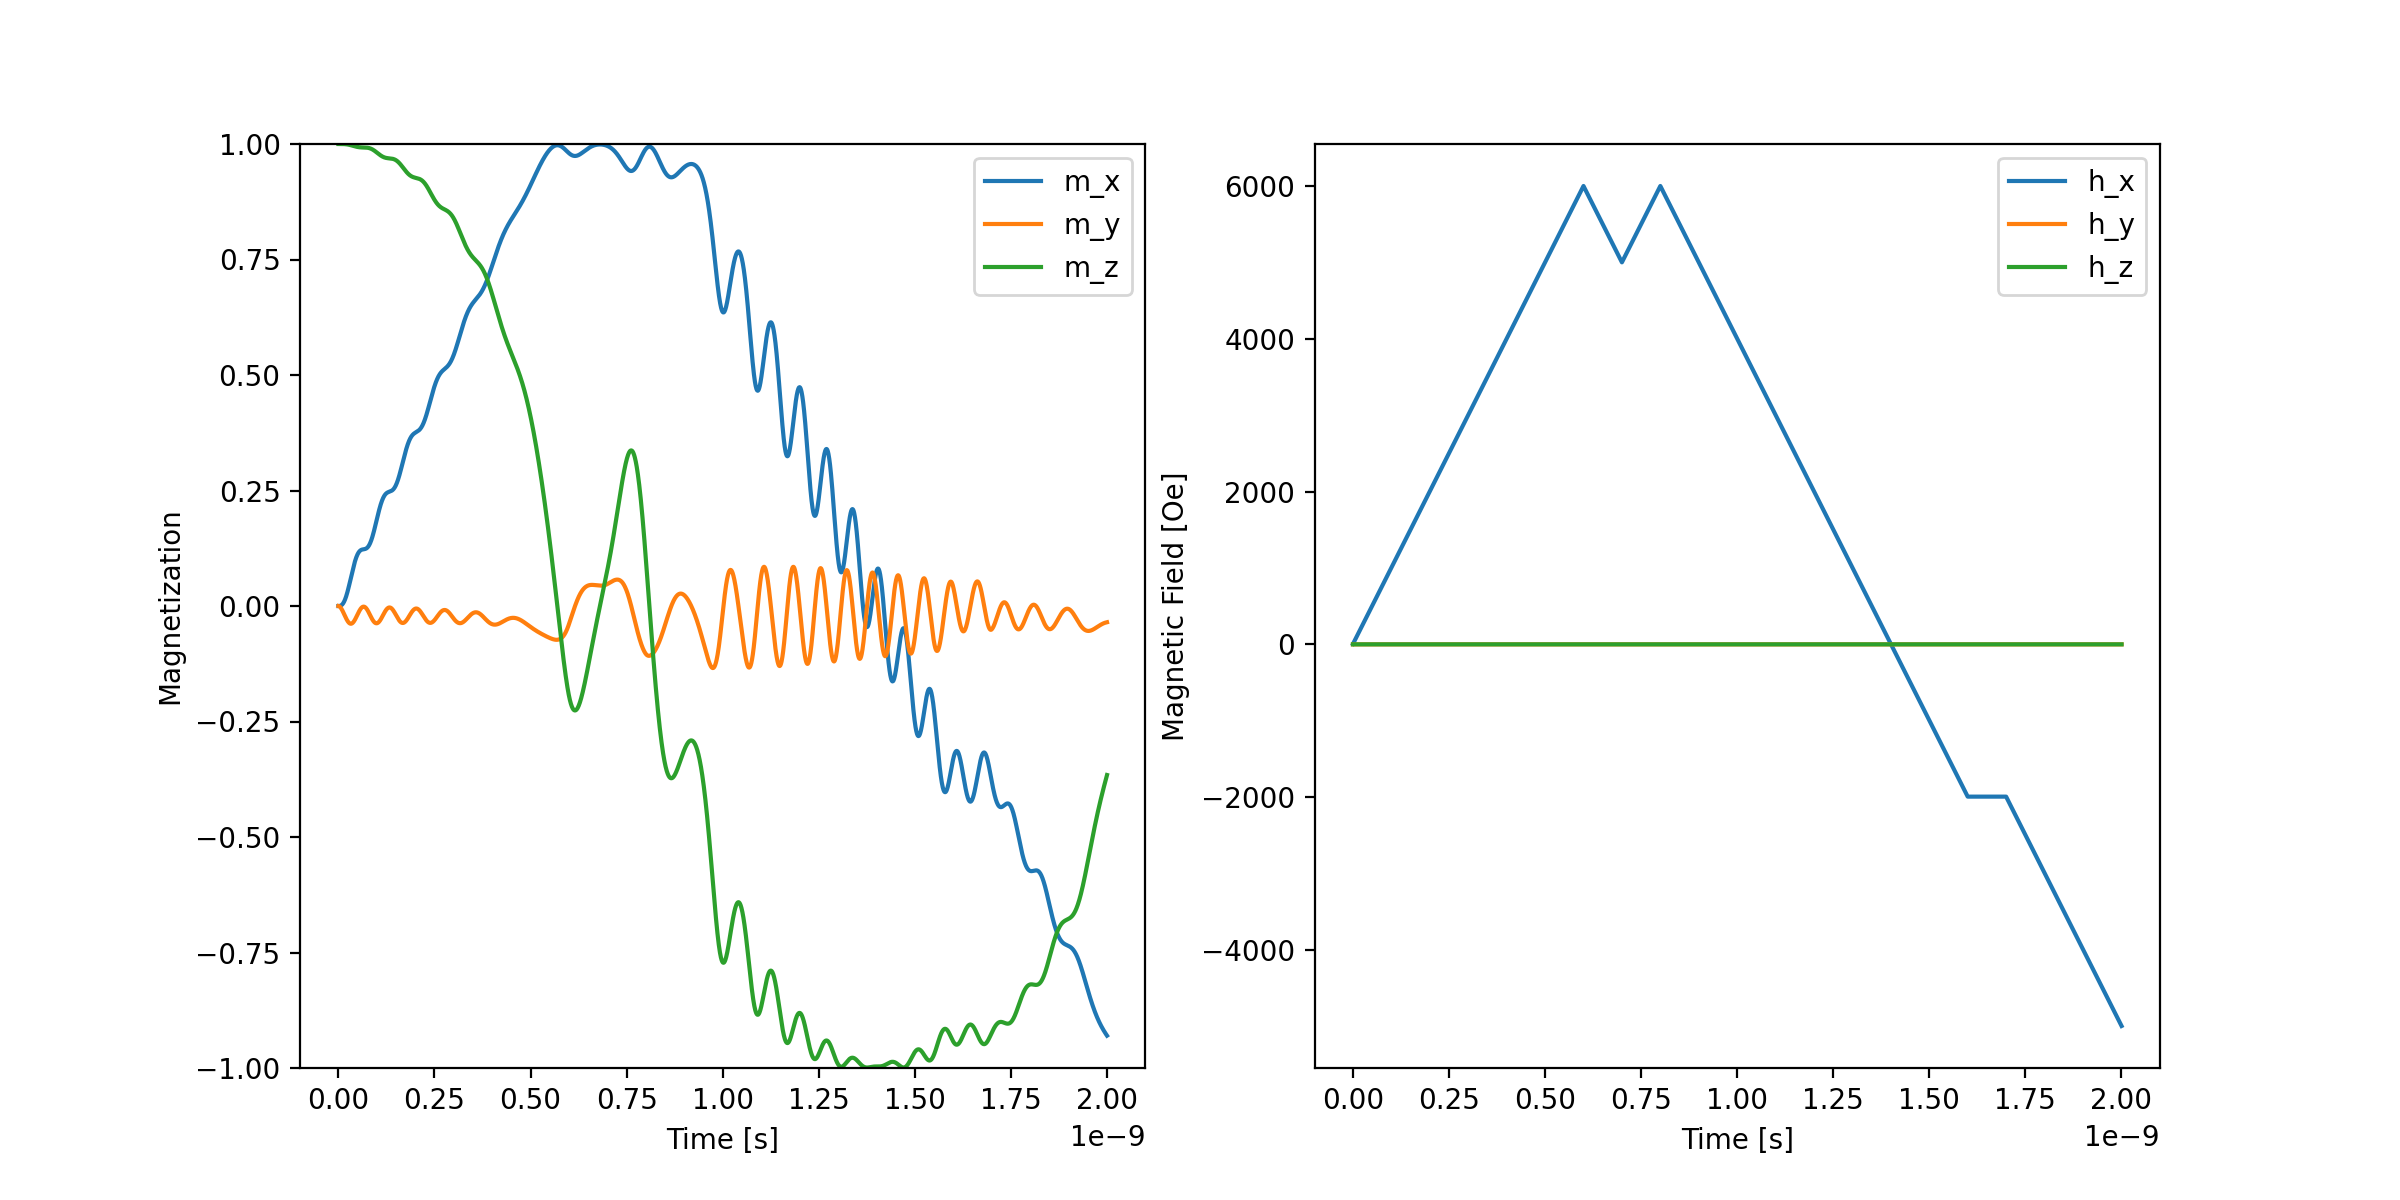 1.00
0.75
0.50
0.25
0.00
−0.25
−0.50
−0.75
−1.00
Magnetization
0.00 0.25 0.50 0.75 1.00 1.25 1.50 1.75 2.00
Time [s]
1e−9
m_x
m_y
m_z
6000
4000
2000
0
−2000
−4000
Magnetic Field [Oe]
0.00 0.25 0.50 0.75 1.00 1.25 1.50 1.75 2.00
Time [s]
1e−9
h_x
h_y
h_z